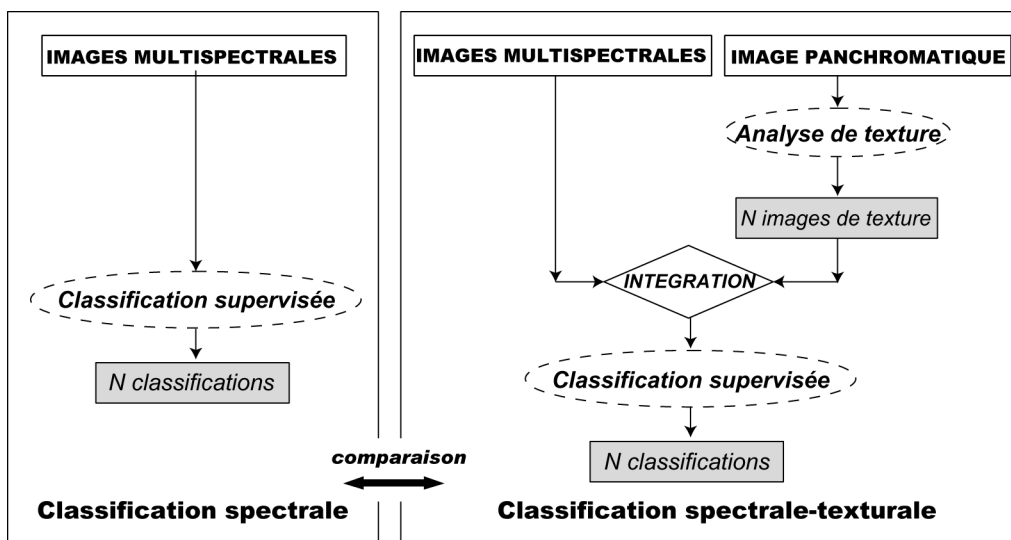 IMAGES MULTISPECTRALES
Classification supervisée
N classifications
Classification spectrale
comparaison
IMAGES MULTISPECTRALES
IMAGE PANCHROMATIQUE
Analyse de texture
N images de texture
INTEGRATION
Classification supervisée
N classifications
Classification spectrale-texturale